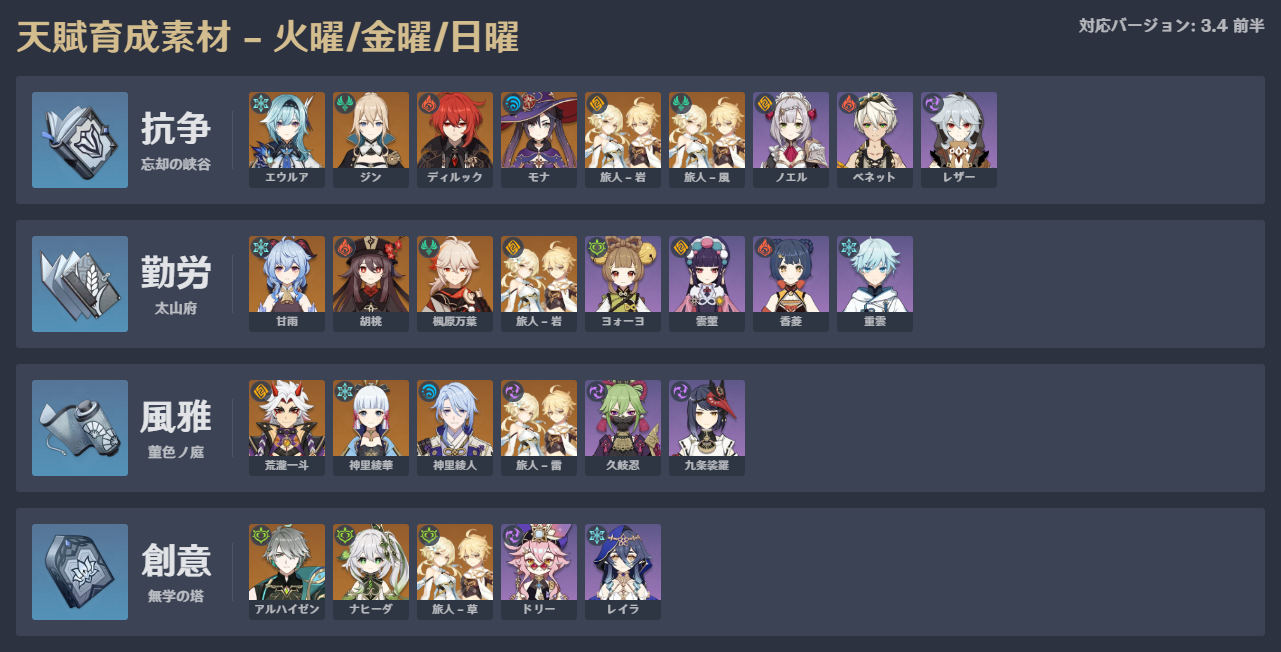 天賦育成素材 – 火曜/金曜/日曜
対応バージョン: 3.4 前半
抗争
忘却の峡谷
エウルア
ジン
ディルック
モナ
旅人 – 岩
旅人 – 風
ノエル
ベネット
レザー
勤労
太山府
甘雨
胡桃
楓原万葉
旅人 – 岩
ヨォーヨ
雲菫
香菱
重雲
風雅
菫色ノ庭
荒瀧一斗
神里綾華
神里綾人
旅人 – 雷
久岐忍
九条裟羅
創意
無学の塔
アルハイゼン
ナヒーダ
旅人 – 草
ドリー
レイラ